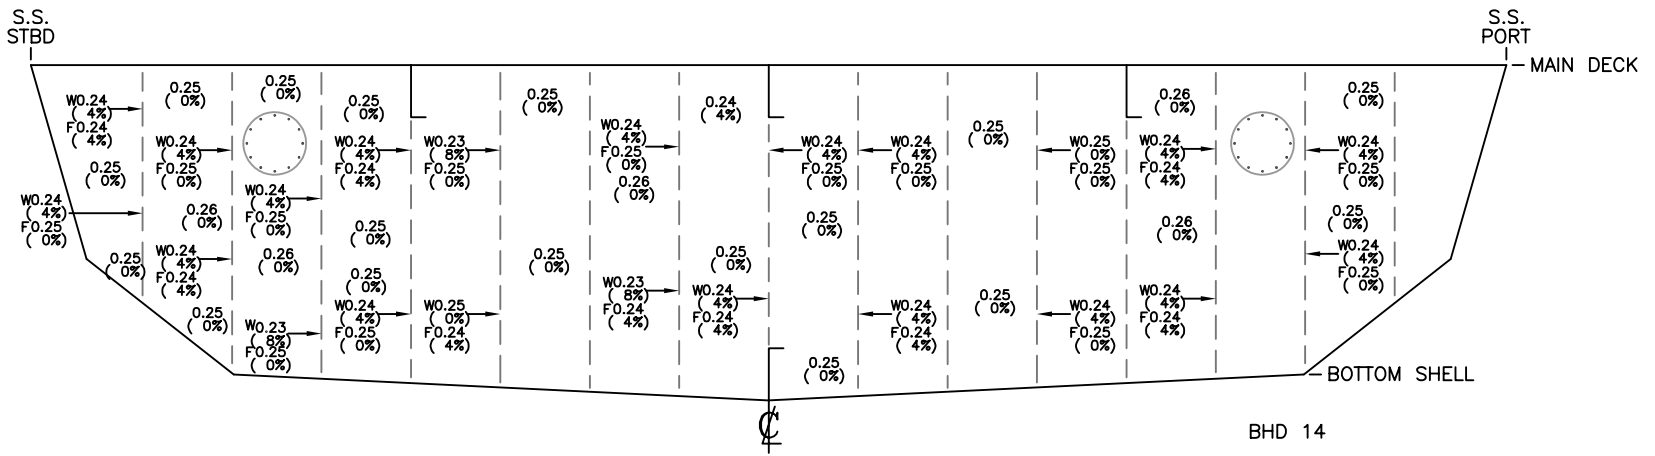 S.S.
STBD
S.S.
PORT
MAIN DECK
W0.24
( 4%)
F0.24
( 4%)
0.25
( 0%)
W0.24
( 4%)
F0.25
( 0%)
0.25
( 0%)
0.25
( 0%)
W0.24
( 4%)
F0.25
( 0%)
0.26
( 0%)
W0.24
( 4%)
F0.24
( 4%)
0.25
( 0%)
0.25
( 0%)
W0.24
( 4%)
F0.25
( 0%)
0.26
( 0%)
W0.23
( 8%)
F0.25
( 0%)
0.25
( 0%)
W0.24
( 4%)
F0.24
( 4%)
0.25
( 0%)
0.25
( 0%)
W0.24
( 4%)
F0.25
( 0%)
W0.23
( 8%)
F0.25
( 0%)
W0.25
( 0%)
F0.24
( 4%)
0.25
( 0%)
0.25
( 0%)
W0.24
( 4%)
F0.25
( 0%)
0.26
( 0%)
W0.23
( 8%)
F0.24
( 4%)
0.24
( 4%)
0.25
( 0%)
W0.24
( 4%)
F0.24
( 4%)
W0.24
( 4%)
F0.25
( 0%)
0.25
( 0%)
0.25
( 0%)
W0.24
( 4%)
F0.25
( 0%)
W0.24
( 4%)
F0.24
( 4%)
0.25
( 0%)
0.25
( 0%)
W0.25
( 0%)
F0.25
( 0%)
W0.24
( 4%)
F0.25
( 0%)
0.26
( 0%)
W0.24
( 4%)
F0.24
( 4%)
0.26
( 0%)
W0.24
( 4%)
F0.24
( 4%)
0.25
( 0%)
W0.24
( 4%)
F0.25
( 0%)
0.25
( 0%)
W0.24
( 4%)
F0.25
( 0%)
BOTTOM SHELL
℄
BHD 14